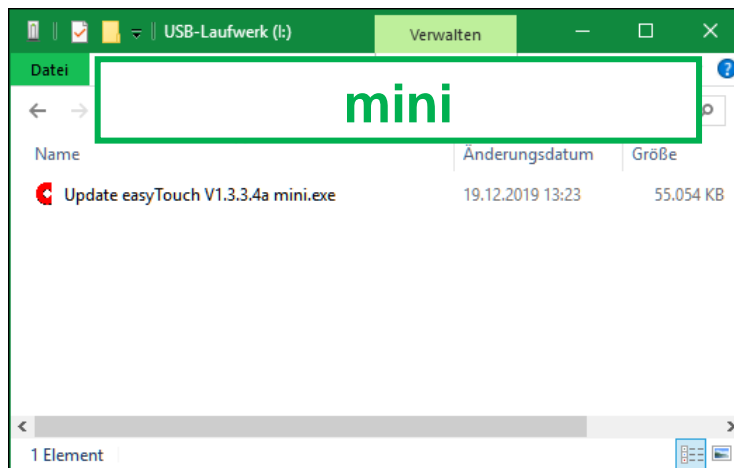 USB-Laufwerk (I:)
Verwalten
Datei
mini
Name
Änderungsdatum
Größe
Update easyTouch V1.3.3.4a mini.exe
19.12.2019 13:23
55.054 KB
1 Element